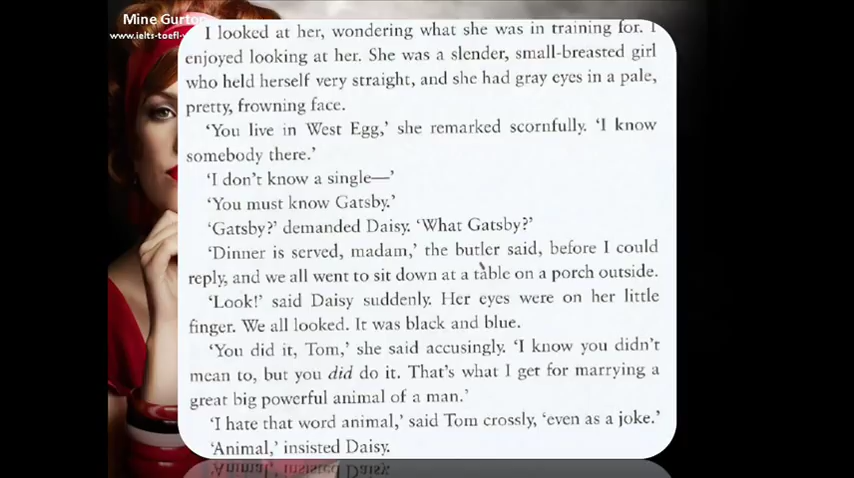 Mine Gurto
www.ielts-toefl-
I looked at her, wondering what she was in training for. I
enjoyed looking at her. She was a slender, small-breasted girl
who held herself very straight, and she had gray eyes in a pale,
pretty, frowning face.
‘You live in West Egg,’ she remarked scornfully. ‘I know
somebody there.’
‘I don’t know a single—’
‘You must know Gatsby.’
‘Gatsby?’ demanded Daisy. ‘What Gatsby?’
‘Dinner is served, madam,’ the butler said, before I could
reply, and we all went to sit down at a table on a porch outside.
‘Look!’ said Daisy suddenly. Her eyes were on her little
finger. We all looked. It was black and blue.
‘You did it, Tom,’ she said accusingly. ‘I know you didn’t
mean to, but you did do it. That’s what I get for marrying a
great big powerful animal of a man.’
‘I hate that word animal,’ said Tom crossly, ‘even as a joke.’
‘Animal,’ insisted Daisy.